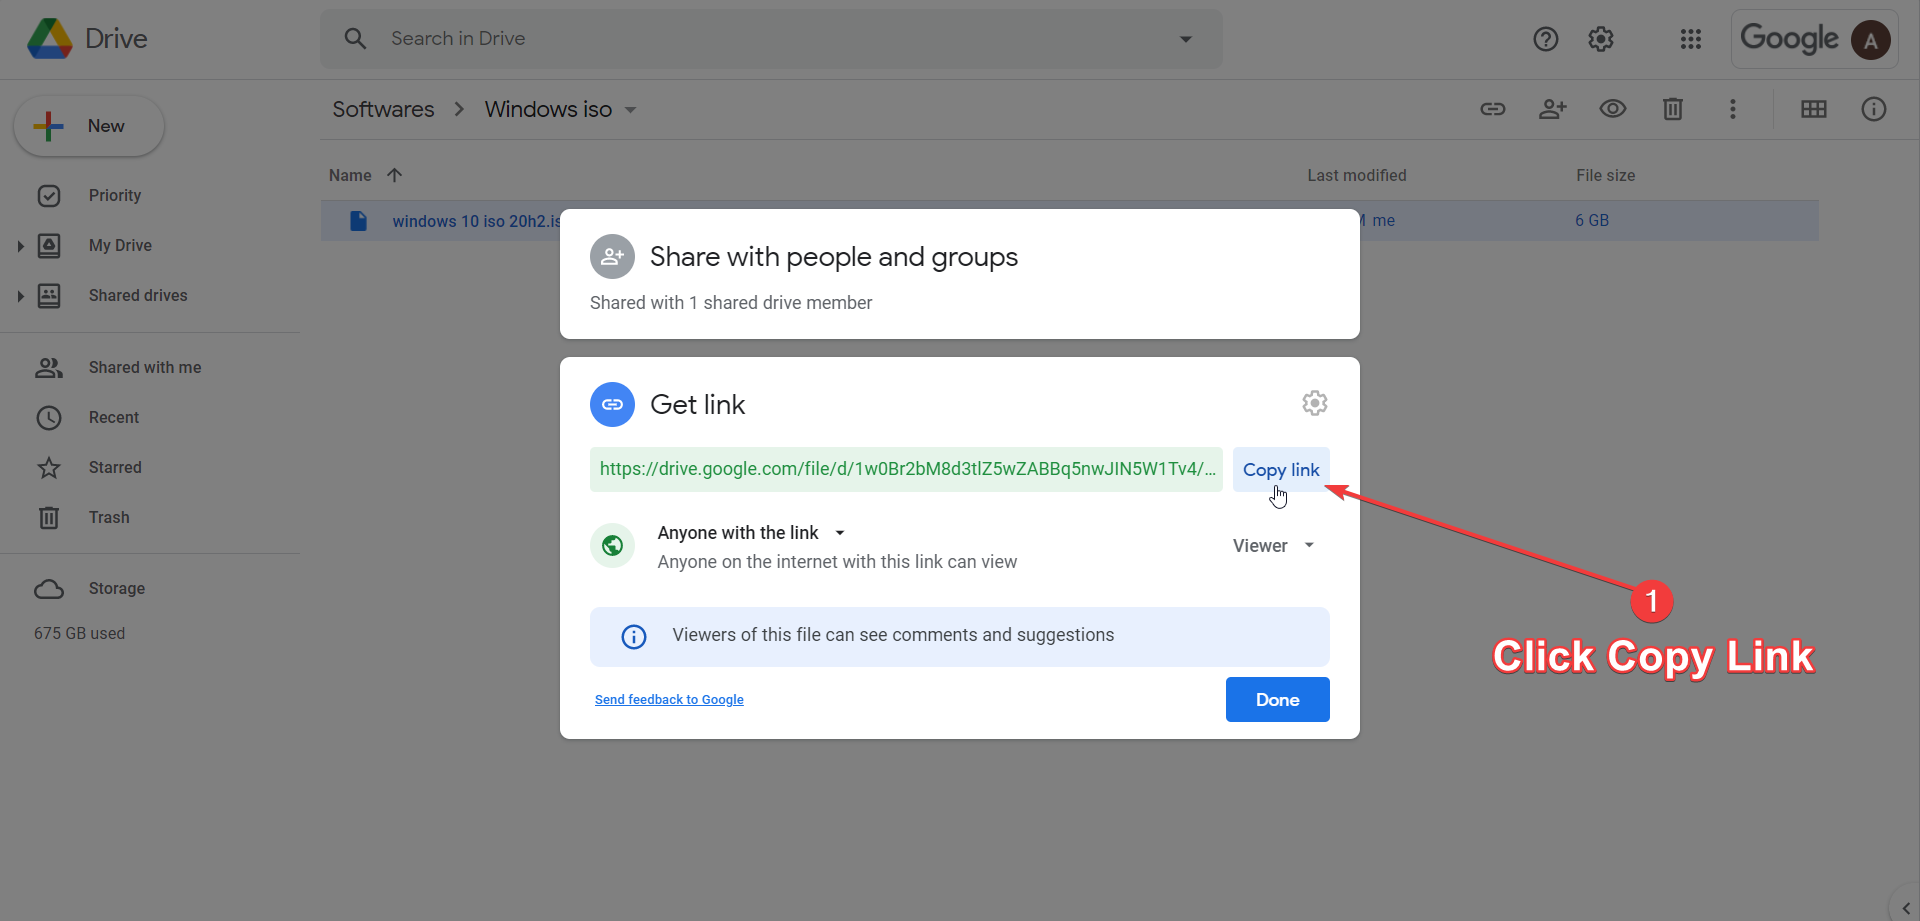 Drive
Search in Drive
Google
A
New
Softwares
Windows iso
Name
Last modified
File size
Priority
windows 10 iso 20h2.is
me
6 GB
My Drive
Shared drives
Share with people and groups
Shared with 1 shared drive member
Shared with me
Recent
Starred
Trash
Storage
675 GB used
Get link
https://drive.google.com/file/d/1w0Br2bM8d3tlZ5wZABBq5nwJIN5W1Tv4/...
Copy link
Anyone with the link
Anyone on the internet with this link can view
Viewer
Viewers of this file can see comments and suggestions
Send feedback to Google
Done
1
Click Copy Link